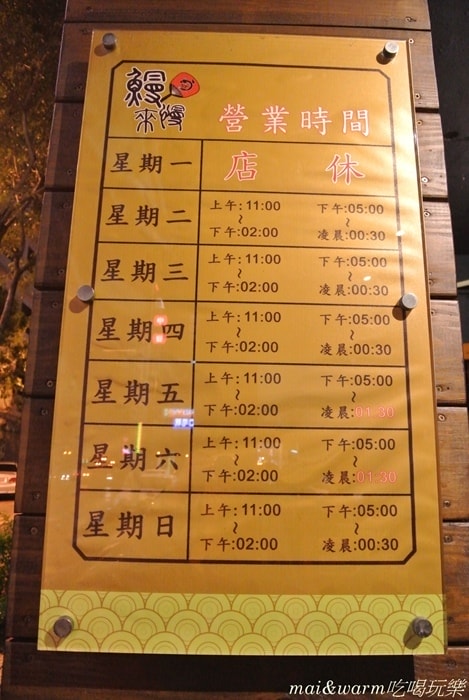 鰻來慢 營業時間
星期一 店 休
星期二 上午:11:00 下午:05:00
~ ~
下午:02:00 凌晨:00:30
星期三 上午:11:00 下午:05:00
~ ~
下午:02:00 凌晨:00:30
星期四 上午:11:00 下午:05:00
~ ~
下午:02:00 凌晨:00:30
星期五 上午:11:00 下午:05:00
~ ~
下午:02:00 凌晨:01:30
星期六 上午:11:00 下午:05:00
~ ~
下午:02:00 凌晨:01:30
星期日 上午:11:00 下午:05:00
~ ~
下午:02:00 凌晨:00:30
mai&warm吃喝玩樂